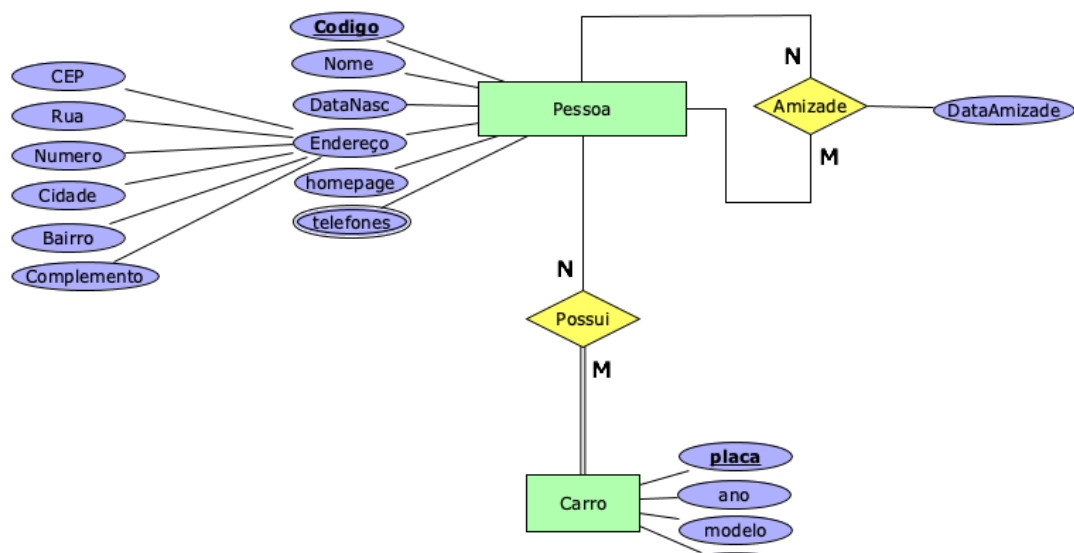 Codigo
Nome
CEP
DataNasc
Rua
Endereço
Numero
homepage
Cidade
telefones
Bairro
Complemento
Pessoa
N
Amizade
DataAmizade
M
N
Possui
M
Carro
placa
ano
modelo